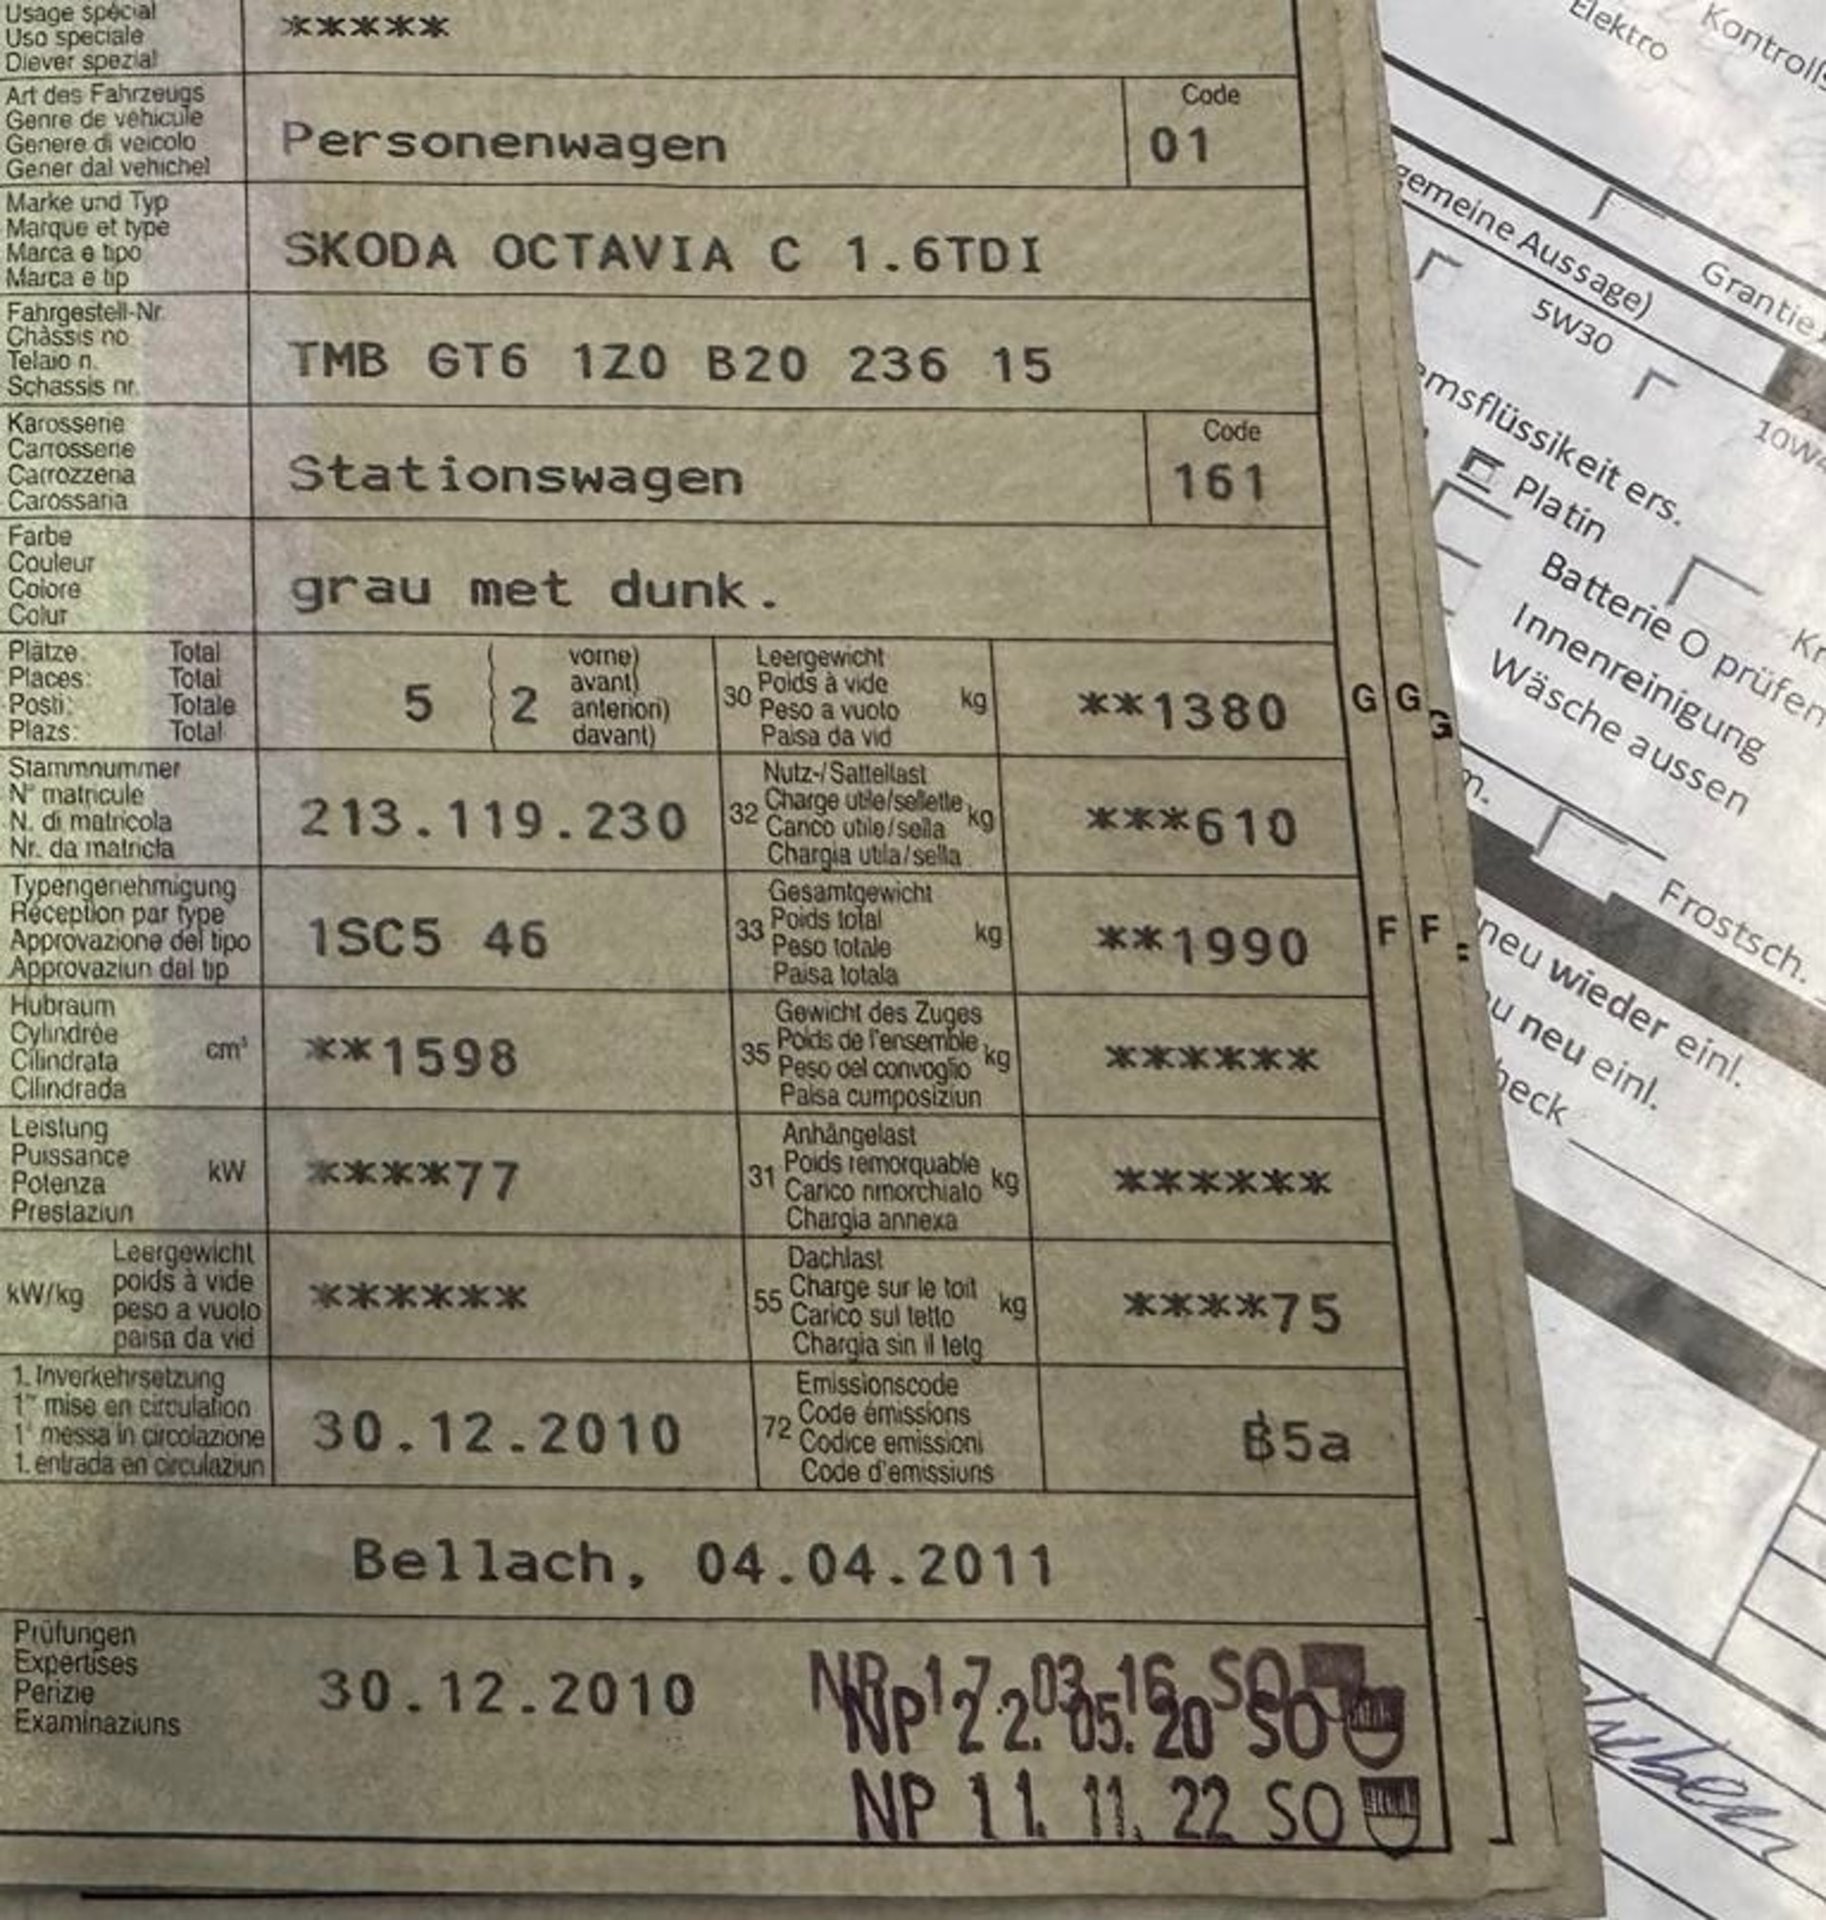 Usage spécial
Uso speciale
Diever spezial
*****
Art des Fahrzeugs
Genre de véhicule
Genere di veicolo
Gener dal vehichel
Personenwagen
Code
01
Marke und Typ
Marque et type
Marca e tipo
Marca e tip
SKODA OCTAVIA C 1.6TDI
Fahrgestell-Nr.
Châssis no
Telaio n.
Schassis nr.
TMB GT6 1Z0 B20 236 15
Karosserie
Carrosserie
Carrozzeria
Carossaria
Stationswagen
Code
161
Farbe
Couleur
Colore
Colur
grau met dunk.
Plätze: Total
Places: Total
Posti: Totale
Plazs: Total
5
2
vorne)
avant)
anteriori)
davant)
30
Leergewicht
Poids à vide
Peso a vuoto
Paisa da vid
kg
**1380
G G G
Stammnummer
N° matricule
N. di matricola
Nr. da matricla
213.119.230
32
Nutz-/Sattellast
Charge utile/sellette
Carico utile/sella
Chargia utila/sella
kg
***610
Typengenehmigung
Réception par type
Approvazione del tipo
Approvaziun dal tip
1SC5 46
33
Gesamtgewicht
Poids total
Peso totale
Paisa totala
kg
**1990
F F
Hubraum
Cylindrée
Cilindrata
Cilindrada
cm³
**1598
35
Gewicht des Zuges
Poids de l'ensemble
Peso del convoglio
Paisa cumposiziun
kg
******
Leistung
Puissance
Potenza
Prestaziun
kW
****77
31
Anhängelast
Poids remorquable
Carico rimorchiato
Chargia annexa
kg
******
kW/kg
Leergewicht
poids à vide
peso a vuoto
paisa da vid
******
55
Dachlast
Charge sur le toit
Carico sul tetto
Chargia sin il tetg
kg
****75
1. Inverkehrsetzung
1re mise en circulation
1a messa in circolazione
1. entrada en circulaziun
30.12.2010
72
Emissionscode
Code émissions
Codice emissioni
Code d'emissiuns
B5a
Bellach, 04.04.2011
Prüfungen
Expertises
Perizie
Examinaziuns
30.12.2010
NP 17.03.16 SO
NP 22.05.20 SO
NP 11.11.22 SO
Elektro
Kontrolls
gemeine Aussage)
Grantie
5W30
10W4
emsflüssikeit ers.
Platin
Batterie O prüfen
Innenreinigung
Wäsche aussen
Frostsch.
neu wieder einl.
u neu einl.